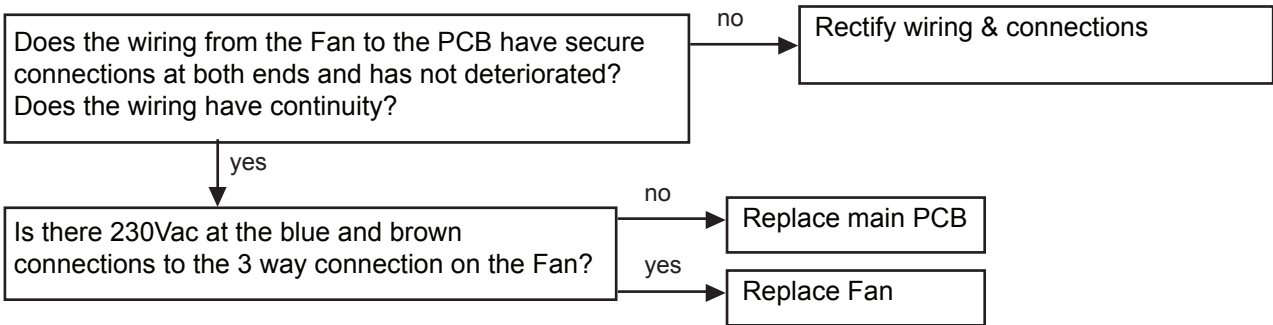 Does the wiring from the Fan to the PCB have secure
connections at both ends and has not deteriorated?
Does the wiring have continuity?
no
Rectify wiring & connections
yes
Is there 230Vac at the blue and brown
connections to the 3 way connection on the Fan?
no
Replace main PCB
yes
Replace Fan